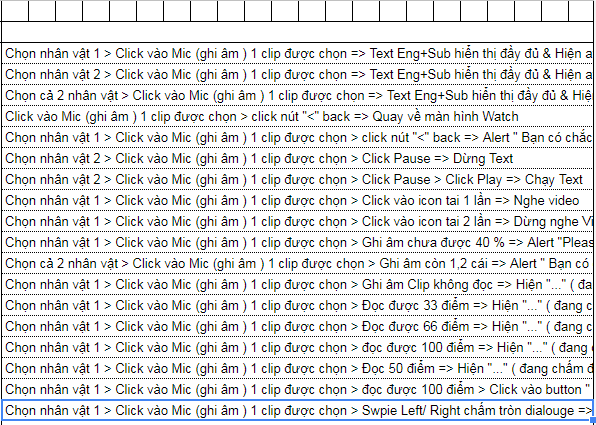 Chọn nhân vật 1 > Click vào Mic (ghi âm ) 1 clip được chọn => Text Eng+Sub hiển thị đầy đủ & Hiện a
Chọn nhân vật 2 > Click vào Mic (ghi âm ) 1 clip được chọn => Text Eng+Sub hiển thị đầy đủ & Hiện a
Chọn cả 2 nhân vật > Click vào Mic (ghi âm ) 1 clip được chọn => Text Eng+Sub hiển thị đầy đủ & Hiệ
Click vào Mic (ghi âm ) 1 clip được chọn > click nút "<" back => Quay về màn hình Watch
Chọn nhân vật 1 > Click vào Mic (ghi âm ) 1 clip được chọn > click nút "<" back => Alert " Bạn có chắc
Chọn nhân vật 2 > Click vào Mic (ghi âm ) 1 clip được chọn > Click Pause => Dừng Text
Chọn nhân vật 2 > Click vào Mic (ghi âm ) 1 clip được chọn > Click Pause > Click Play => Chạy Text
Chọn nhân vật 1 > Click vào Mic (ghi âm ) 1 clip được chọn > Click vào icon tai 1 lần => Nghe video
Chọn nhân vật 1 > Click vào Mic (ghi âm ) 1 clip được chọn > Click vào icon tai 2 lần => Dừng nghe Vi
Chọn nhân vật 1 > Click vào Mic (ghi âm ) 1 clip được chọn > Ghi âm chưa được 40 % => Alert "Pleas
Chọn cả 2 nhân vật > Click vào Mic (ghi âm ) 1 clip được chọn > Ghi âm còn 1,2 cái => Alert " Bạn có
Chọn nhân vật 1 > Click vào Mic (ghi âm ) 1 clip được chọn > Ghi âm Clip không đọc => Hiện "..." ( đa
Chọn nhân vật 1 > Click vào Mic (ghi âm ) 1 clip được chọn > Đọc được 33 điểm => Hiện "..." ( đang c
Chọn nhân vật 1 > Click vào Mic (ghi âm ) 1 clip được chọn > Đọc được 66 điểm => Hiện "..." ( đang c
Chọn nhân vật 1 > Click vào Mic (ghi âm ) 1 clip được chọn > đọc được 100 điểm => Hiện "..." ( đang
Chọn nhân vật 1 > Click vào Mic (ghi âm ) 1 clip được chọn > Đọc 50 điểm => Hiện "..." ( đang chấm đ
Chọn nhân vật 1 > Click vào Mic (ghi âm ) 1 clip được chọn > đọc được 100 điểm > Click vào button "
Chọn nhân vật 1 > Click vào Mic (ghi âm ) 1 clip được chọn > Swpie Left/ Right chấm tròn dialouge =>